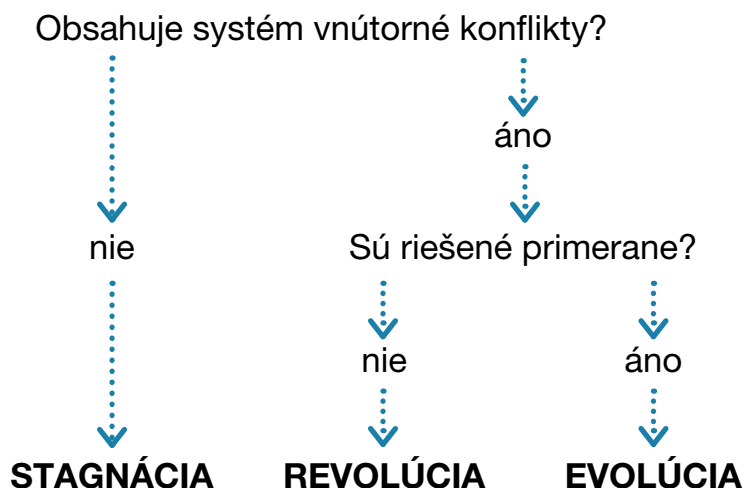 Obsahuje systém vnútorné konflikty?
áno
nie
Sú riešené primerane?
nie
áno
STAGNÁCIA
REVOLÚCIA
EVOLÚCIA